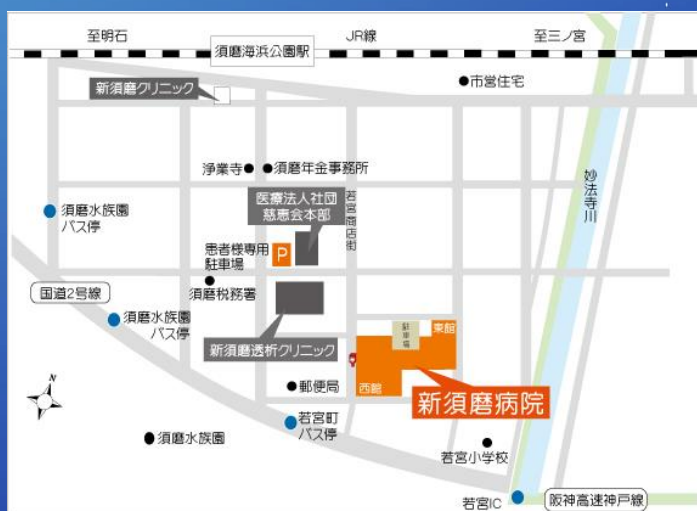 至明石
JR線
至三ノ宮
須磨海浜公園駅
市営住宅
新須磨クリニック
浄業寺
須磨年金事務所
妙法寺川
医療法人社団
慈恵会本部
若宮商店街
須磨水族園
バス停
患者様専用
駐車場
P
国道2号線
須磨税務署
須磨水族園
バス停
新須磨透析クリニック
駐車場
東館
西館
郵便局
新須磨病院
N
若宮町
バス停
須磨水族園
若宮小学校
若宮IC
阪神高速神戸線